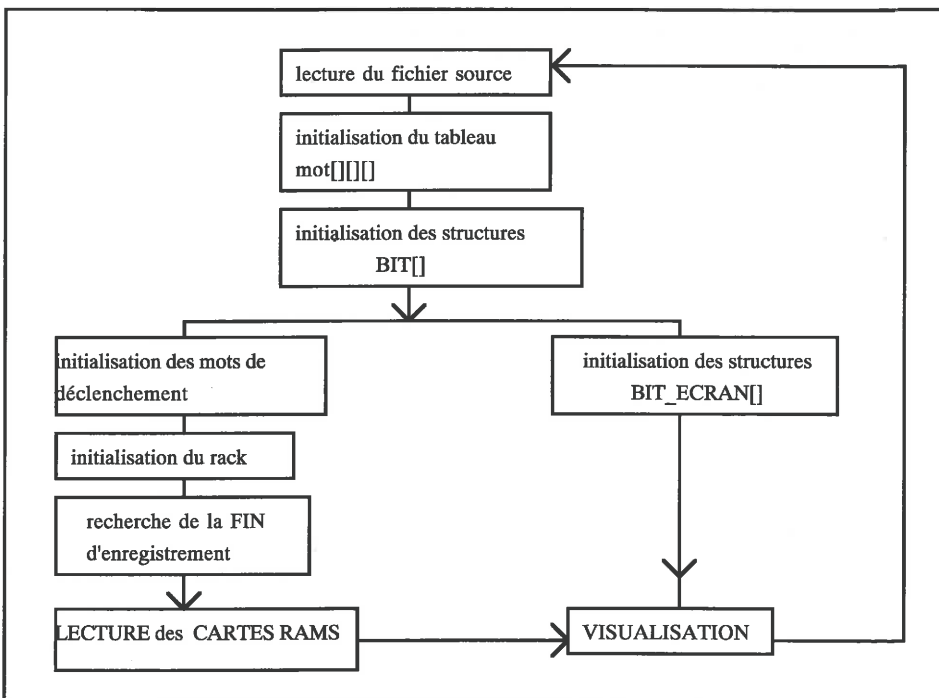 lecture du fichier source
initialisation du tableau
mot[][][]
initialisation des structures
BIT[]
initialisation des mots de
déclenchement
initialisation du rack
recherche de la FIN
d'enregistrement
LECTURE des CARTES RAMS
initialisation des structures
BIT_ECRAN[]
VISUALISATION